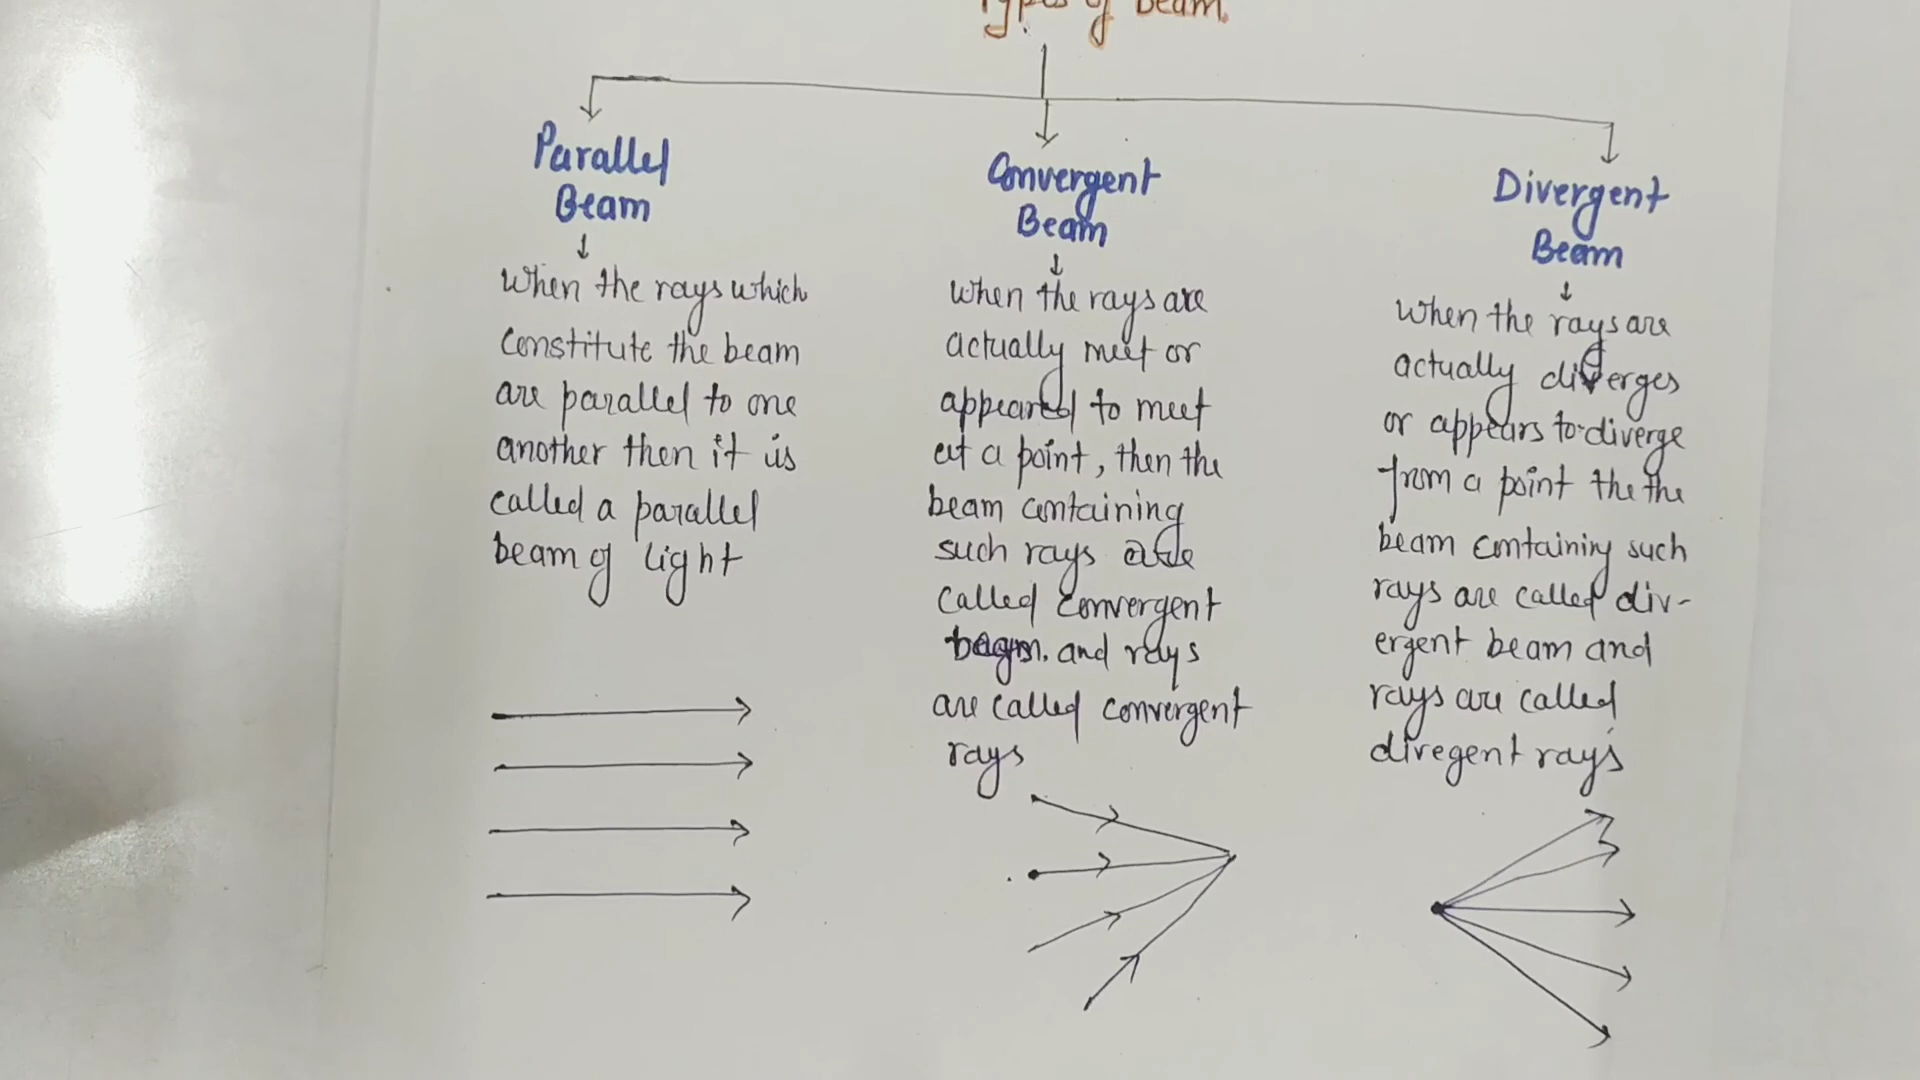 Types of Beam.
Parallel
Beam
When the rays which
constitute the beam
are parallel to one
another then it is
called a parallel
beam of light
Convergent
Beam
When the rays are
actually meet or
appeared to meet
at a point, then the
beam containing
such rays are
called convergent
beam. and rays
are called convergent
rays
Divergent
Beam
When the rays are
actually diverges
or appears to diverge
from a point the the
beam containing such
rays are called div-
ergent beam and
rays are called
divegent rays